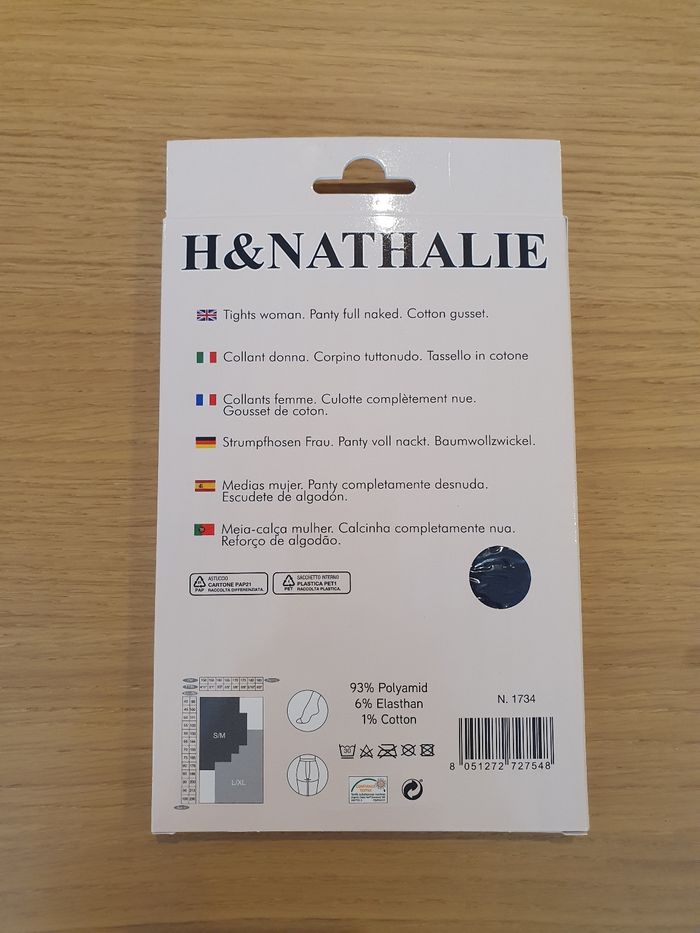 H&NATHALIE
Tights woman. Panty full naked. Cotton gusset.
Collant donna. Corpino tuttonudo. Tassello in cotone
Collants femme. Culotte complètement nue.
Gousset de coton.
Strumpfhosen Frau. Panty voll nackt. Baumwollzwickel.
Medias mujer. Panty completamente desnuda.
Escudete de algodón.
Meia-calça mulher. Calcinha completamente nua.
Reforço de algodão.
ASTUCCIO
CARTONE PAP21
PAP RACCOLTA DIFFERENZIATA.
SACCHETTO INTERNO
PLASTICA PET1
PET RACCOLTA PLASTICA.
93% Polyamid
6% Elasthan
1% Cotton
N. 1734
S/M
L/XL
30
8 051272 727548